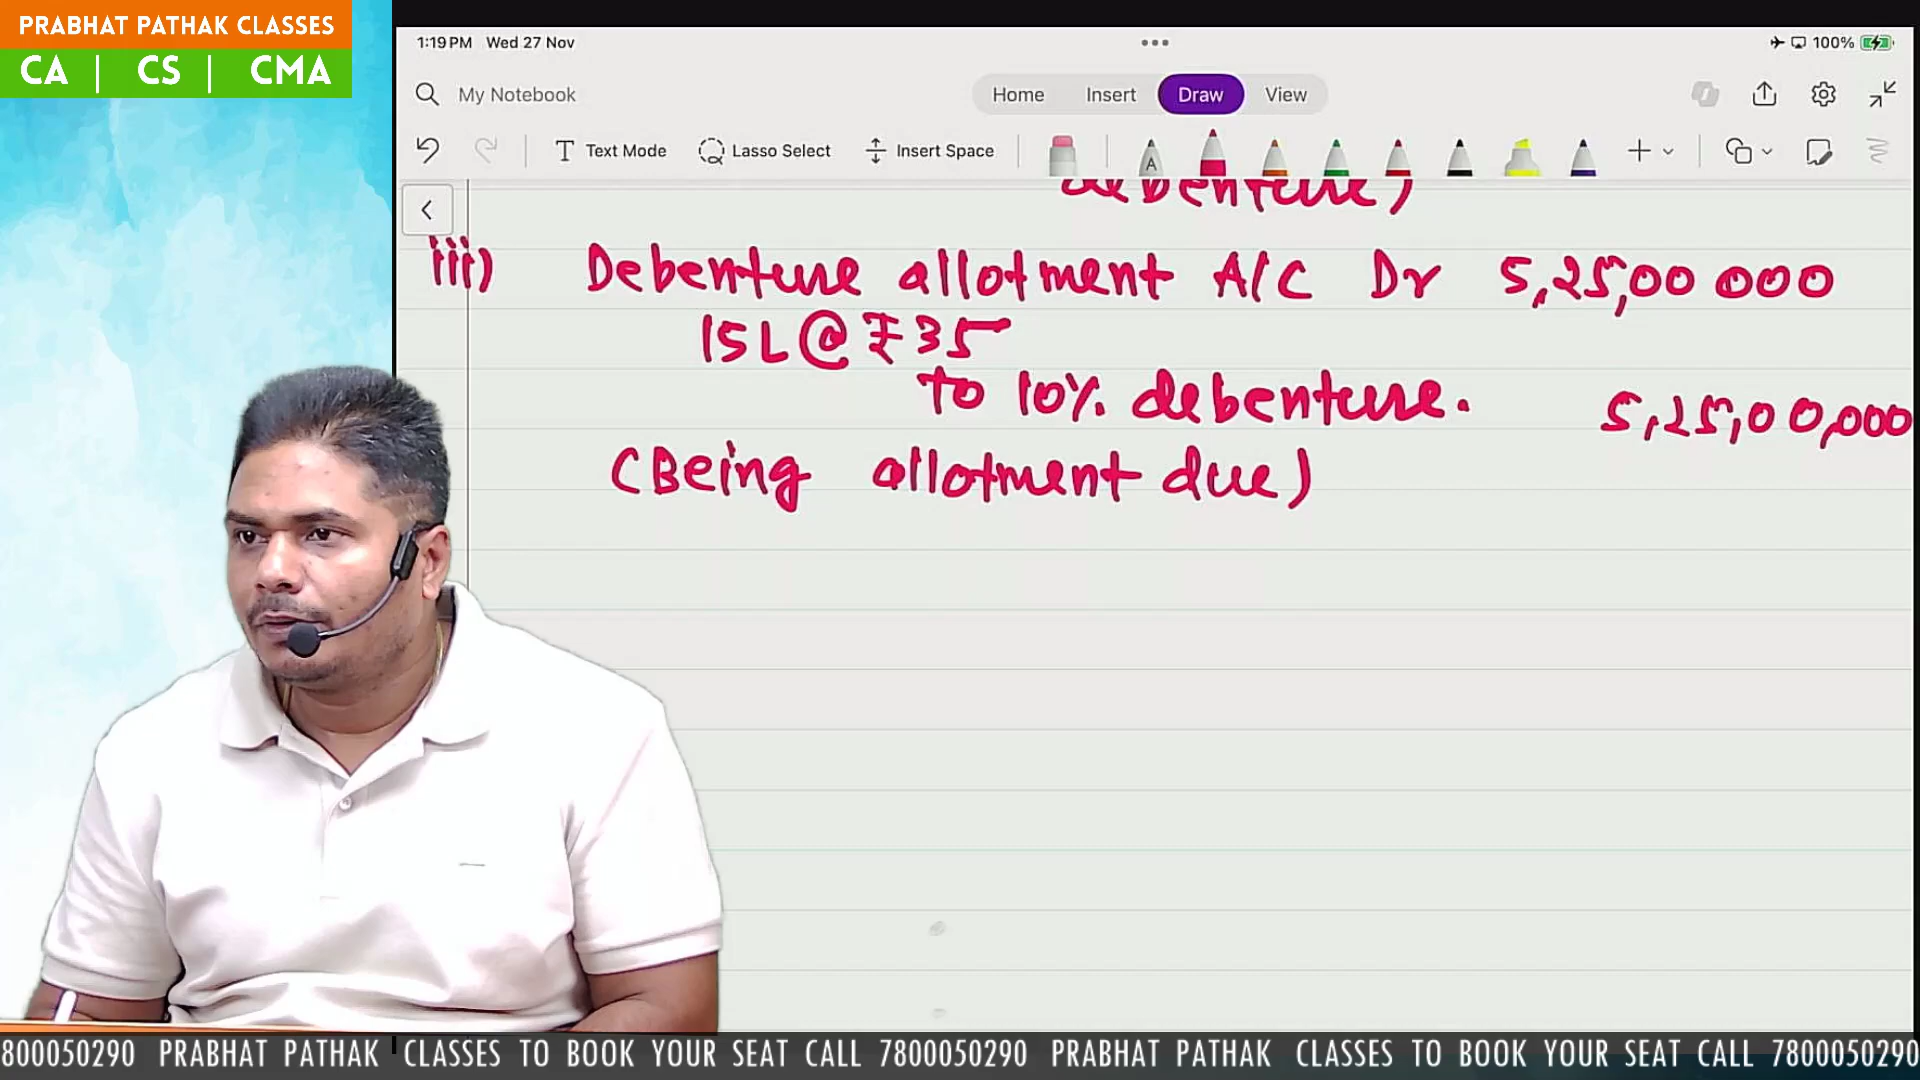 PRABHAT PATHAK CLASSES
CA | CS | CMA
1:19 PM Wed 27 Nov
100%
My Notebook
Home Insert Draw View
Text Mode Lasso Select Insert Space
A
debenture)
iii) Debenture allotment A/C Dr 5,25,00 000
15L@₹35
to 10% debenture. 5,25,00,000
(Being allotment due)
800050290 PRABHAT PATHAK CLASSES TO BOOK YOUR SEAT CALL 7800050290 PRABHAT PATHAK CLASSES TO BOOK YOUR SEAT CALL 7800050290